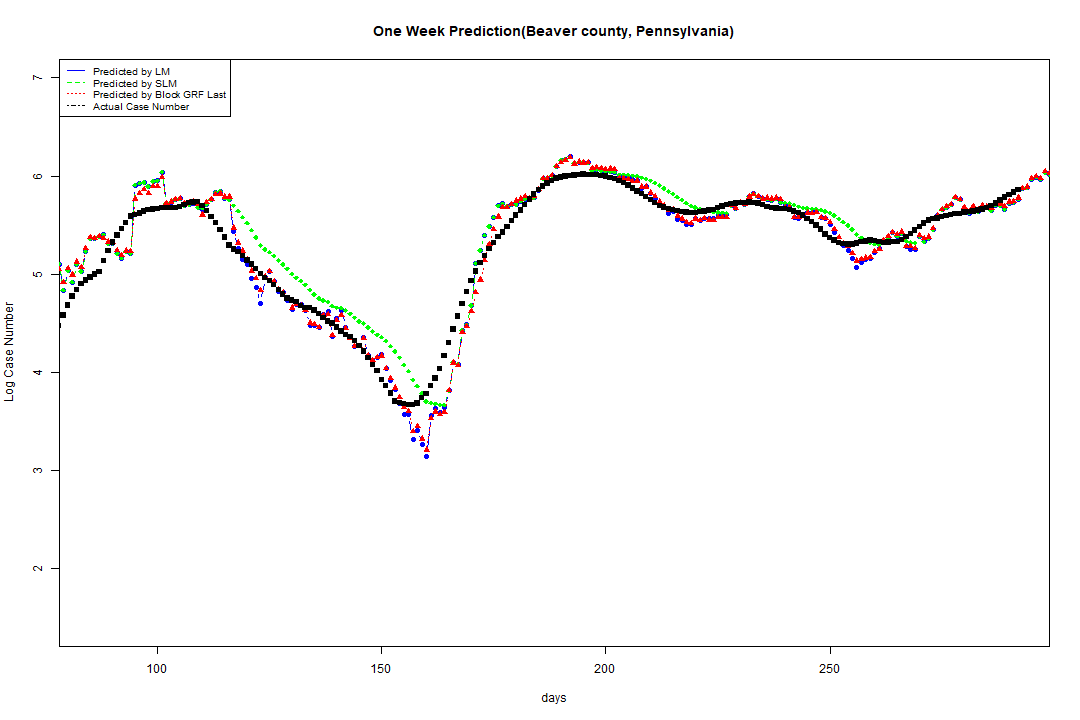 One Week Prediction(Beaver county, Pennsylvania)
Predicted by LM
Predicted by SLM
Predicted by Block GRF Last
Actual Case Number
7
6
5
4
3
2
Log Case Number
100 150 200 250
days